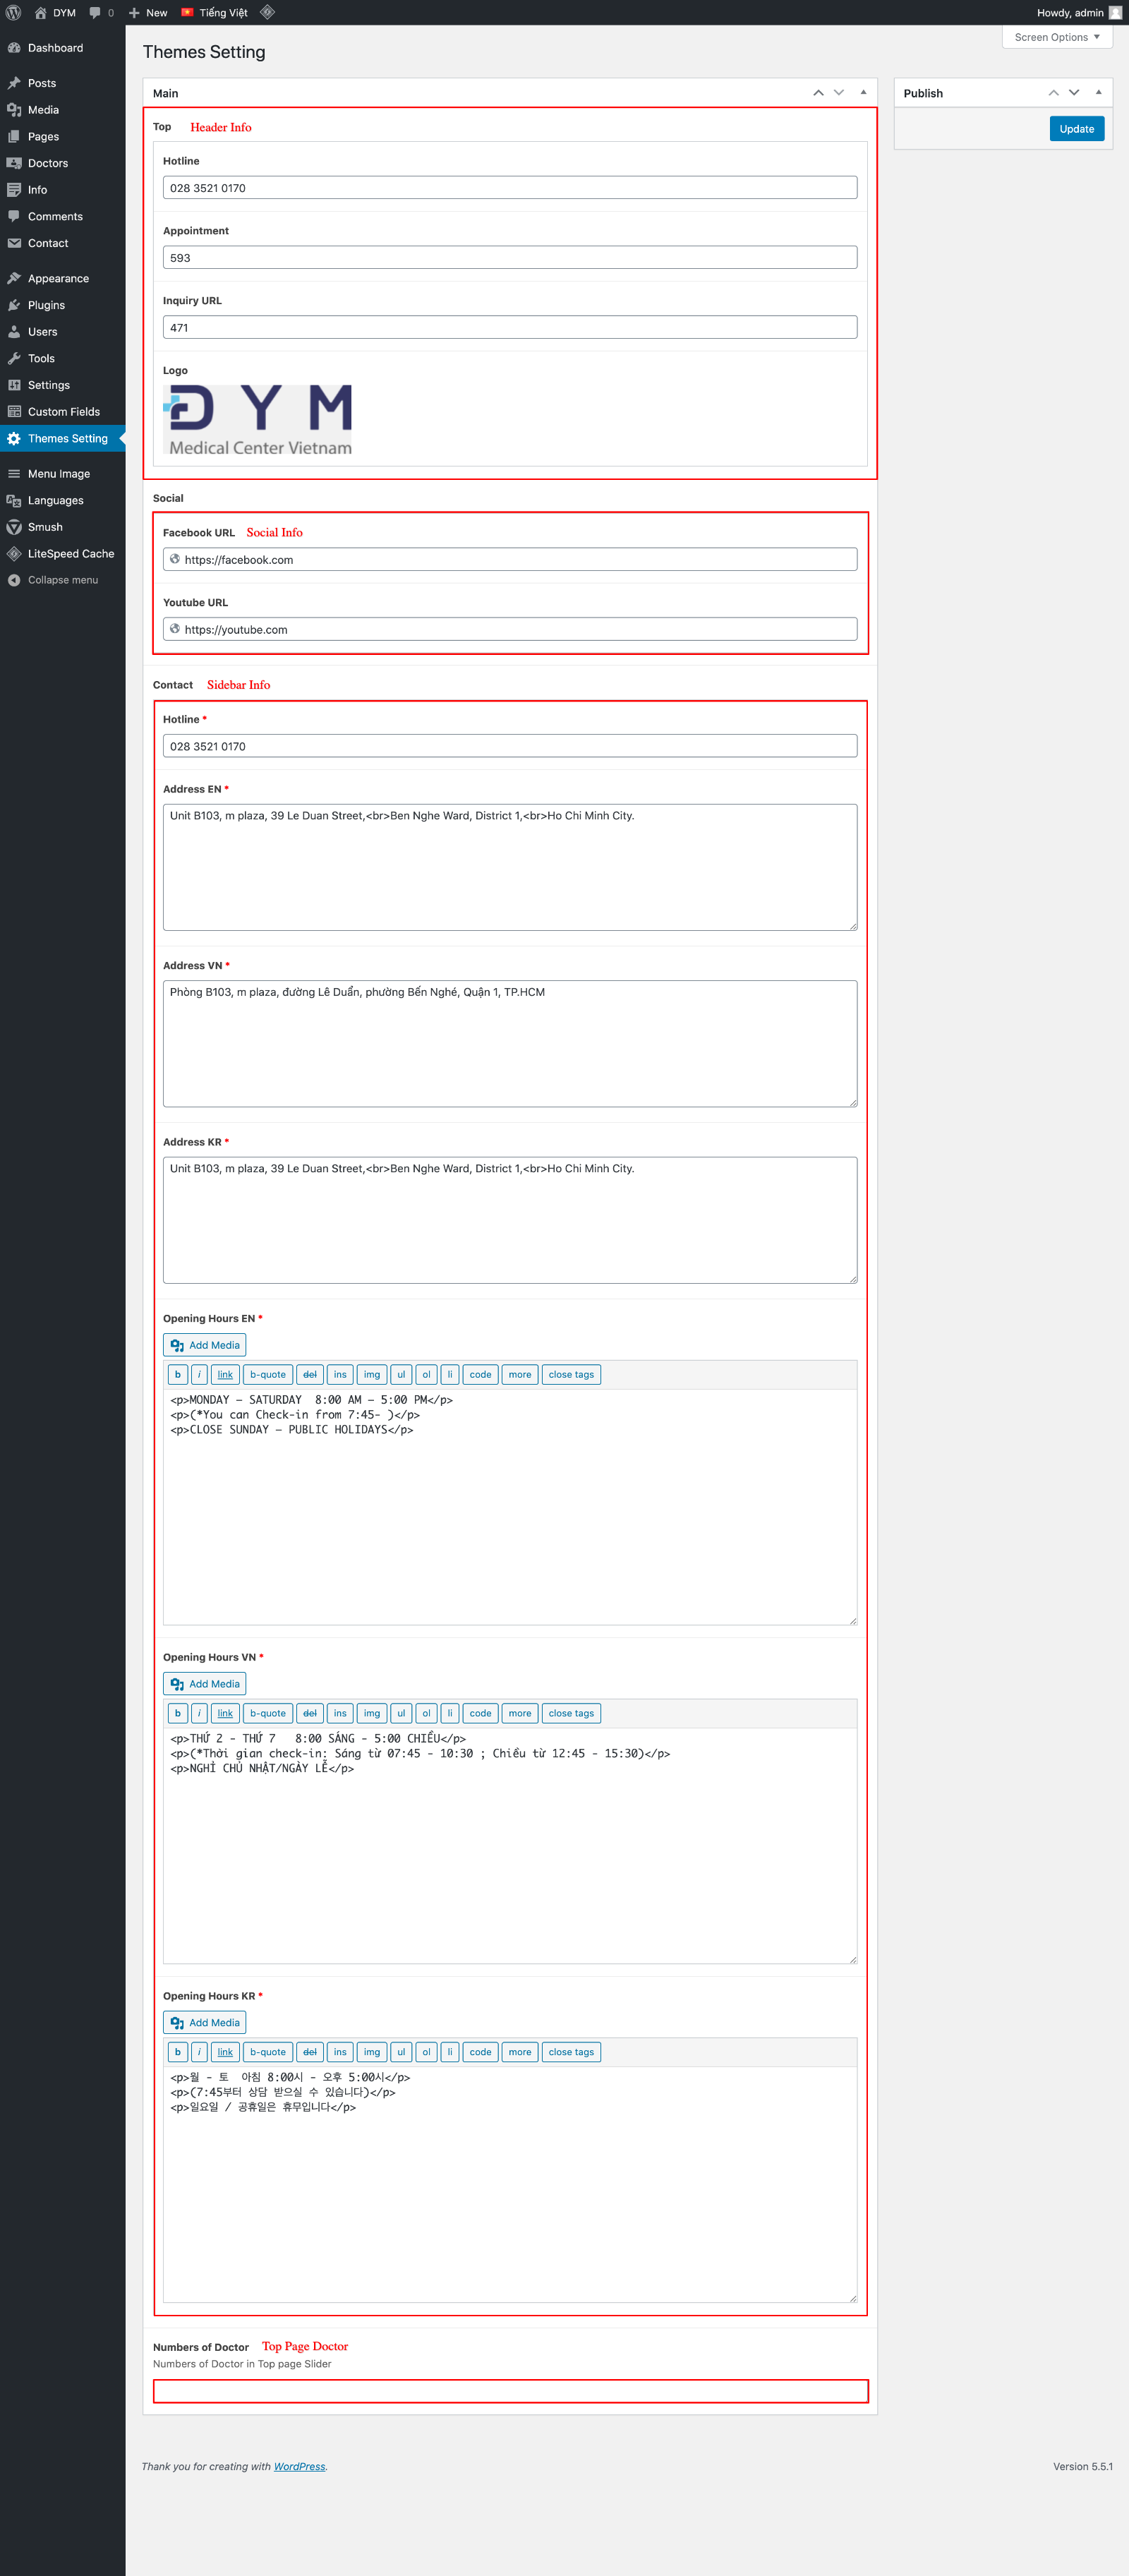 DYM 0 New Tiếng Việt Howdy, admin
Screen Options
Dashboard
Posts
Media
Pages
Doctors
Info
Comments
Contact
Appearance
Plugins
Users
Tools
Settings
Custom Fields
Themes Setting
Menu Image
Languages
Smush
LiteSpeed Cache
Collapse menu
Themes Setting
Main
Top Header Info
Hotline
028 3521 0170
Appointment
593
Inquiry URL
471
Logo
DYM
Medical Center Vietnam
Social
Facebook URL Social Info
https://facebook.com
Youtube URL
https://youtube.com
Contact Sidebar Info
Hotline *
028 3521 0170
Address EN *
Unit B103, m plaza, 39 Le Duan Street,<br>Ben Nghe Ward, District 1,<br>Ho Chi Minh City.
Address VN *
Phòng B103, m plaza, đường Lê Duẩn, phường Bến Nghé, Quận 1, TP.HCM
Address KR *
Unit B103, m plaza, 39 Le Duan Street,<br>Ben Nghe Ward, District 1,<br>Ho Chi Minh City.
Opening Hours EN *
Add Media
b i link b-quote del ins img ul ol li code more close tags
<p>MONDAY – SATURDAY  8:00 AM – 5:00 PM</p>
<p>(*You can Check-in from 7:45- )</p>
<p>CLOSE SUNDAY – PUBLIC HOLIDAYS</p>
Opening Hours VN *
Add Media
b i link b-quote del ins img ul ol li code more close tags
<p>THỨ 2 - THỨ 7   8:00 SÁNG - 5:00 CHIỀU</p>
<p>(*Thời gian check-in: Sáng từ 07:45 - 10:30 ; Chiều từ 12:45 - 15:30)</p>
<p>NGHỈ CHỦ NHẬT/NGÀY LỄ</p>
Opening Hours KR *
Add Media
b i link b-quote del ins img ul ol li code more close tags
<p>월 - 토  아침 8:00시 - 오후 5:00시</p>
<p>(7:45부터 상담 받으실 수 있습니다)</p>
<p>일요일 / 공휴일은 휴무입니다</p>
Numbers of Doctor Top Page Doctor
Numbers of Doctor in Top page Slider
Publish
Update
Thank you for creating with WordPress. Version 5.5.1